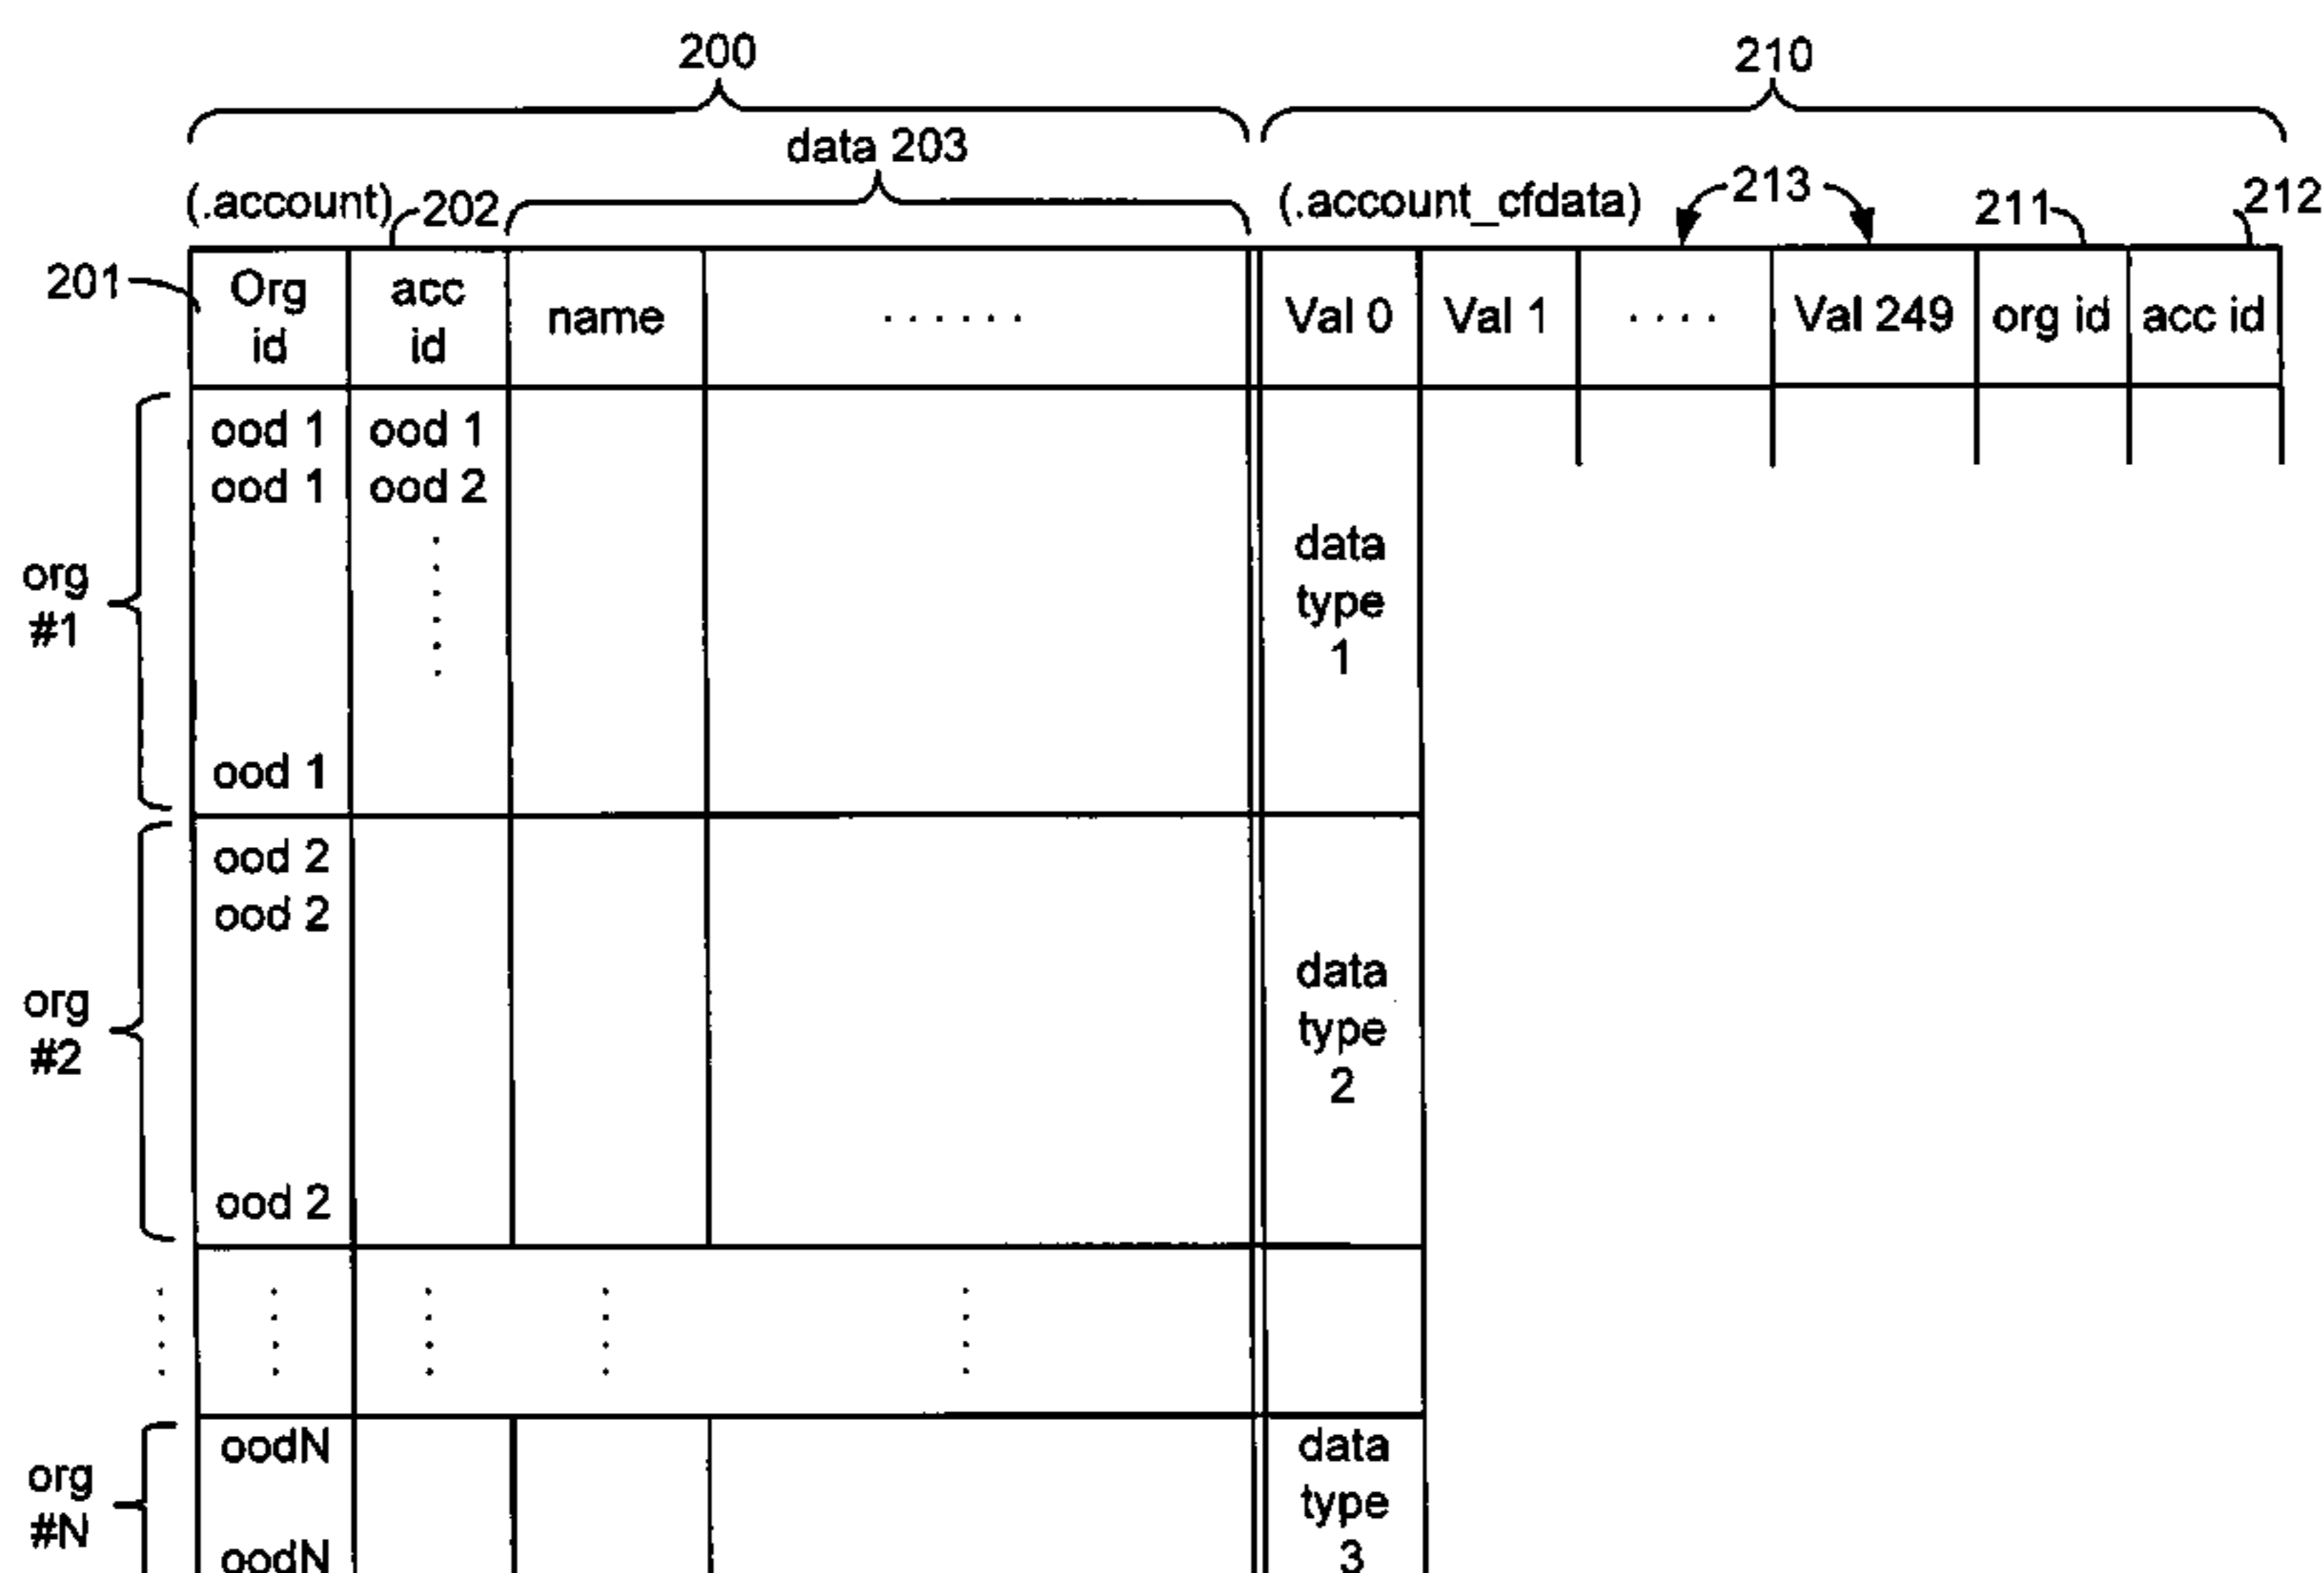 200
210
data 203
(.account)
202
(.account_cfdata)
213
211
212
201
Org
id
acc
id
name
. . . . . .
Val 0
Val 1
. . . .
Val 249
org id
acc id
org
#1
ood 1
ood 1
ood 1
ood 1
ood 2
data
type
1
org
#2
ood 2
ood 2
ood 2
data
type
2
org
#N
oodN
oodN
data
type
3